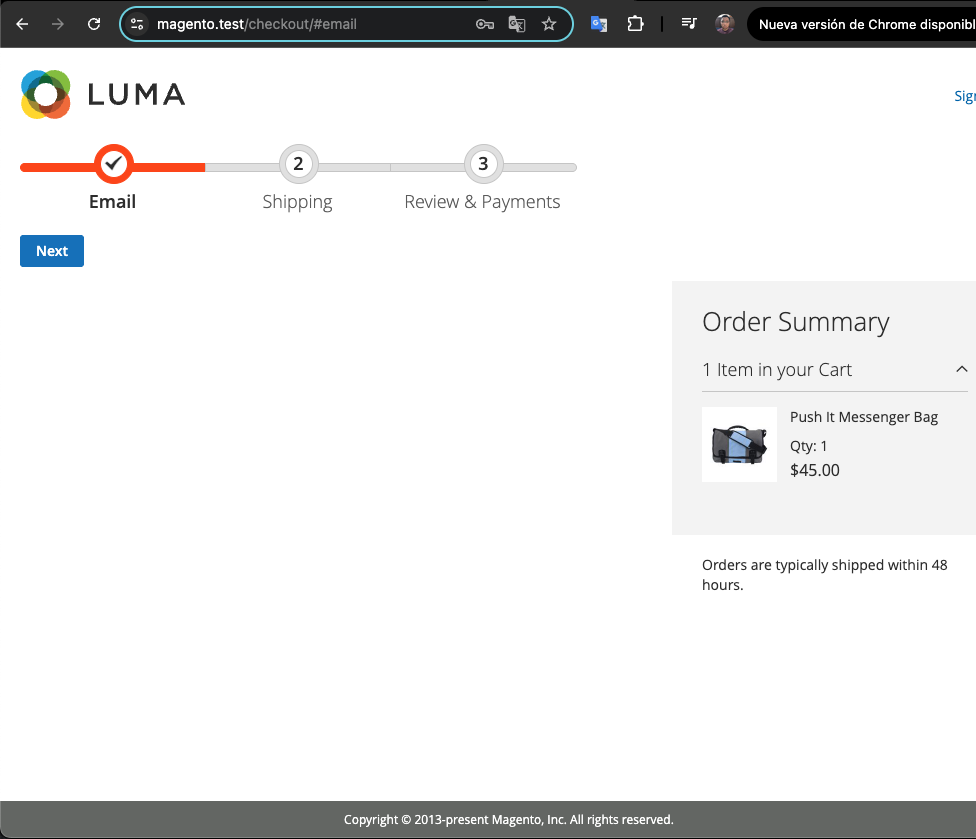 magento.test/checkout/#email
Nueva versión de Chrome disponibl
LUMA
Sign
2
3
Email
Shipping
Review & Payments
Next
Order Summary
1 Item in your Cart
Push It Messenger Bag
Qty: 1
$45.00
Orders are typically shipped within 48
hours.
Copyright © 2013-present Magento, Inc. All rights reserved.